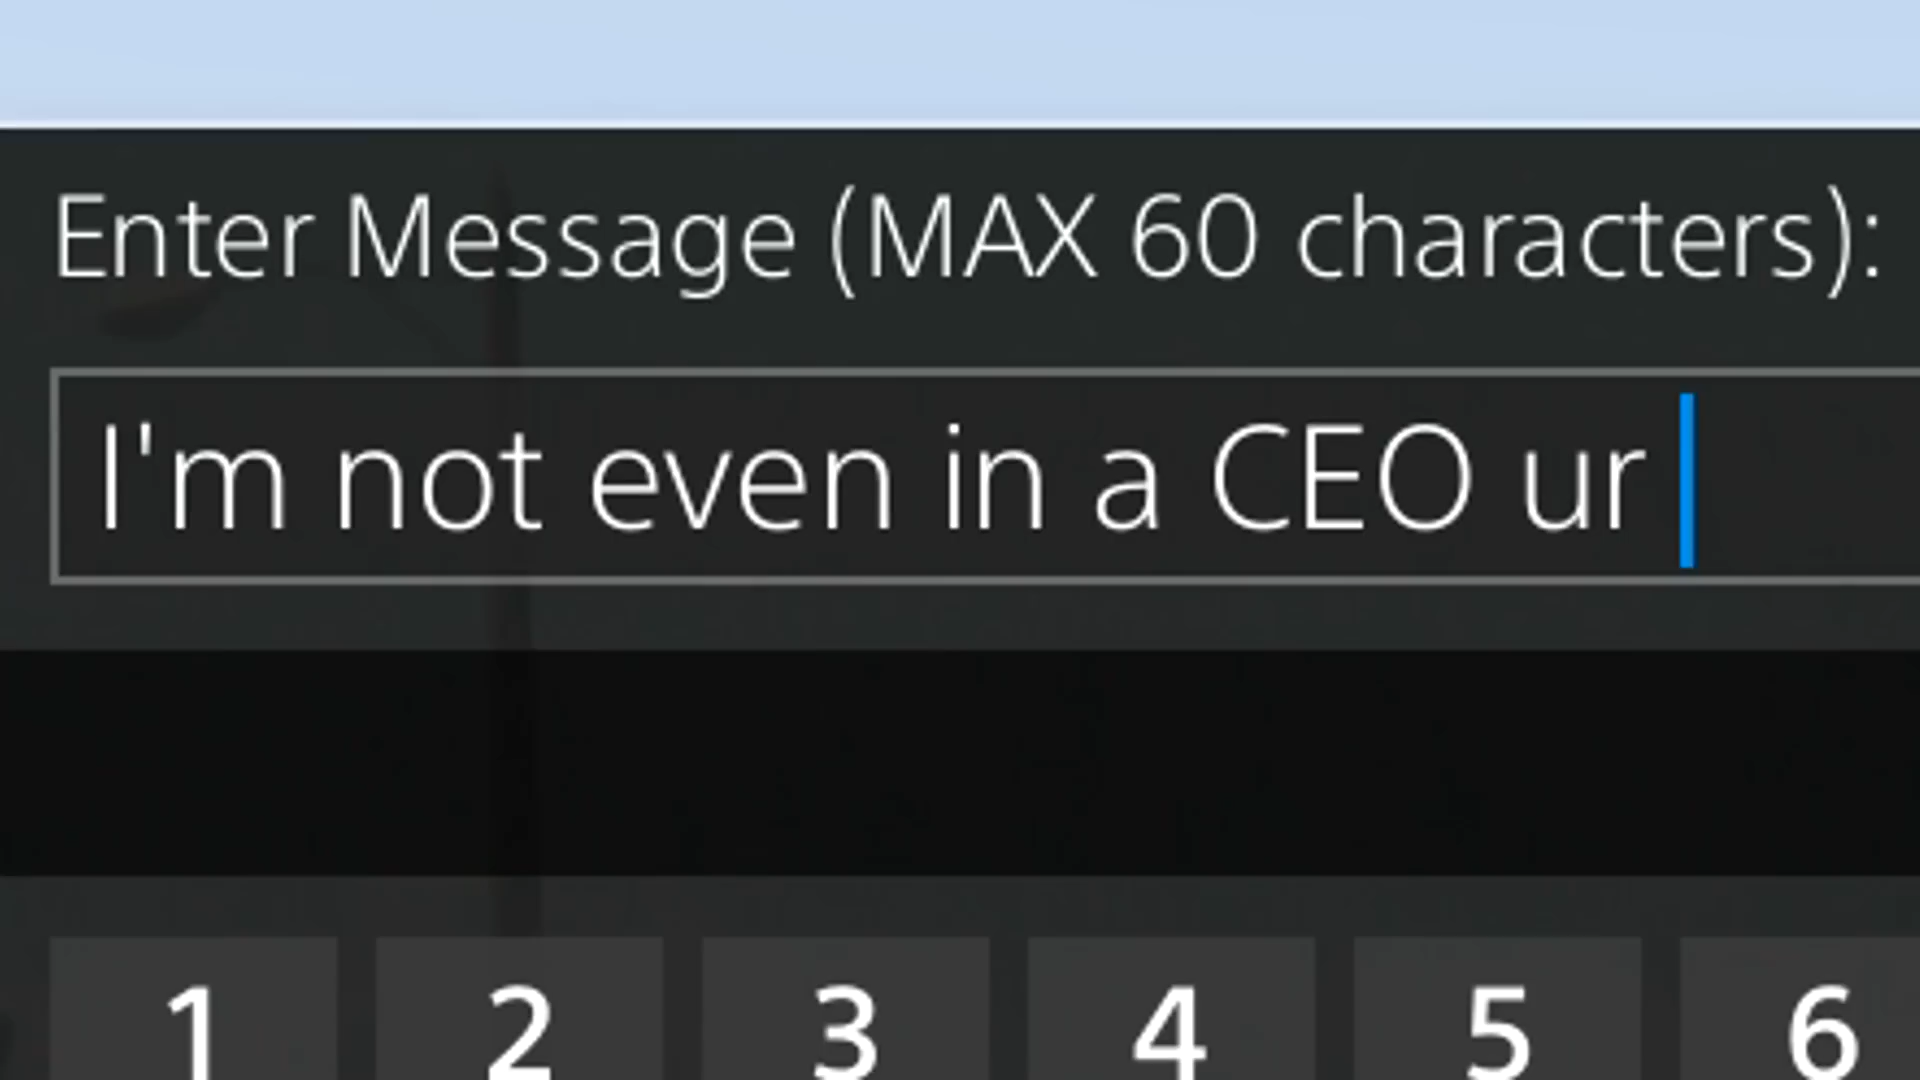 Enter Message (MAX 60 characters):
I'm not even in a CEO ur
1 2 3 4 5 6